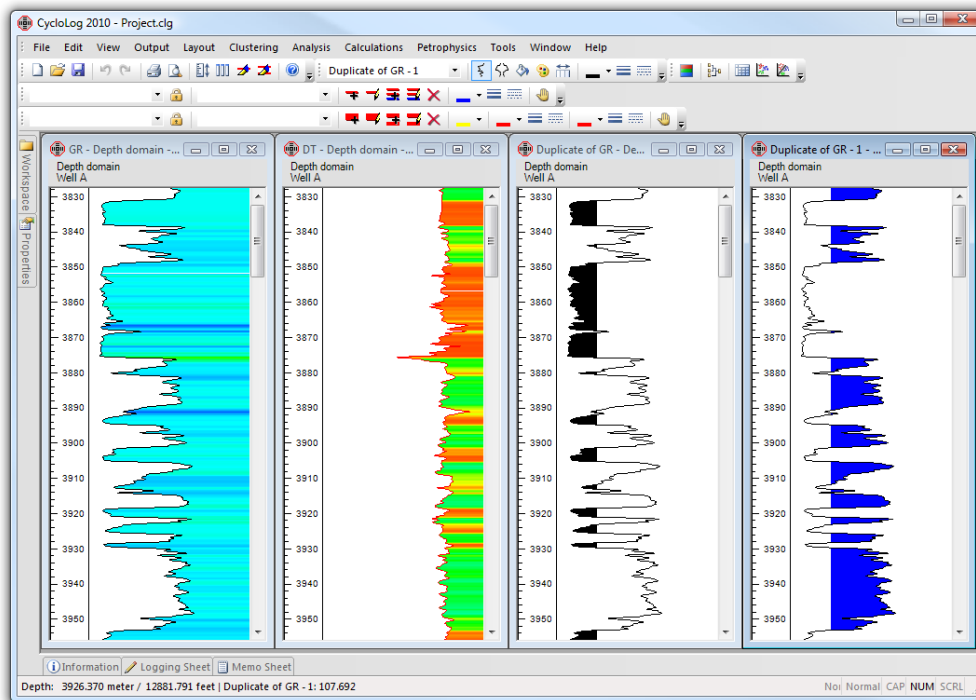 CycloLog 2010 - Project.clg
File Edit View Output Layout Clustering Analysis Calculations Petrophysics Tools Window Help
Duplicate of GR - 1
Workspace
Properties
GR - Depth domain -...
Depth domain
Well A
3830
3840
3850
3860
3870
3880
3890
3900
3910
3920
3930
3940
3950
DT - Depth domain -...
Depth domain
Well A
3830
3840
3850
3860
3870
3880
3890
3900
3910
3920
3930
3940
3950
Duplicate of GR - De...
Depth domain
Well A
3830
3840
3850
3860
3870
3880
3890
3900
3910
3920
3930
3940
3950
Duplicate of GR - 1 - ...
Depth domain
Well A
3830
3840
3850
3860
3870
3880
3890
3900
3910
3920
3930
3940
3950
Information Logging Sheet Memo Sheet
Depth: 3926.370 meter / 12881.791 feet | Duplicate of GR - 1: 107.692 Normal CAP NUM SCRL